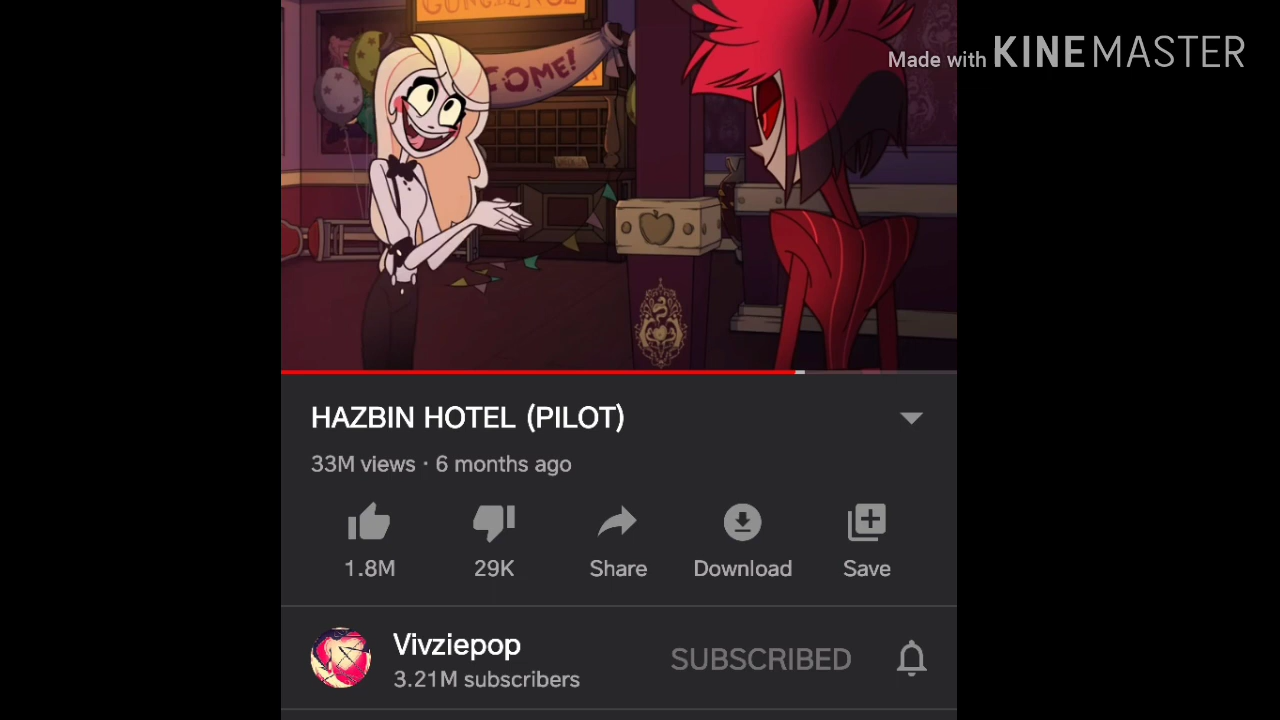 COME!
Made with KINEMASTER
HAZBIN HOTEL (PILOT)
33M views · 6 months ago
1.8M
29K
Share
Download
Save
Vivziepop
3.21M subscribers
SUBSCRIBED